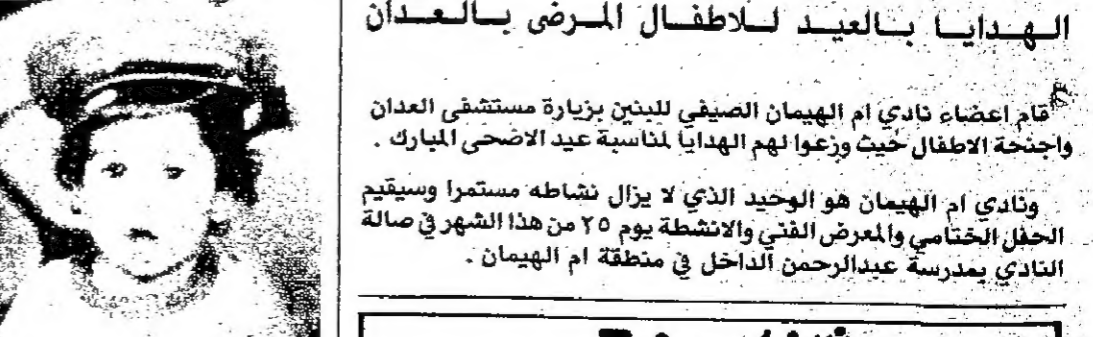 الهدايا بالعيد للاطفال المرضى بالعدان
قام اعضاء نادي ام الهيمان الصيفي للبنين بزيارة مستشفى العدان
واجنحة الاطفال حيث وزعوا لهم الهدايا لمناسبة عيد الاضحى المبارك .
ونادي ام الهيمان هو الوحيد الذي لا يزال نشاطه مستمرا وسيقيم
الحفل الختامي والمعرض الفني والانشطة يوم ٢٥ من هذا الشهر في صالة
النادي بمدرسة عبدالرحمن الداخل في منطقة ام الهيمان .